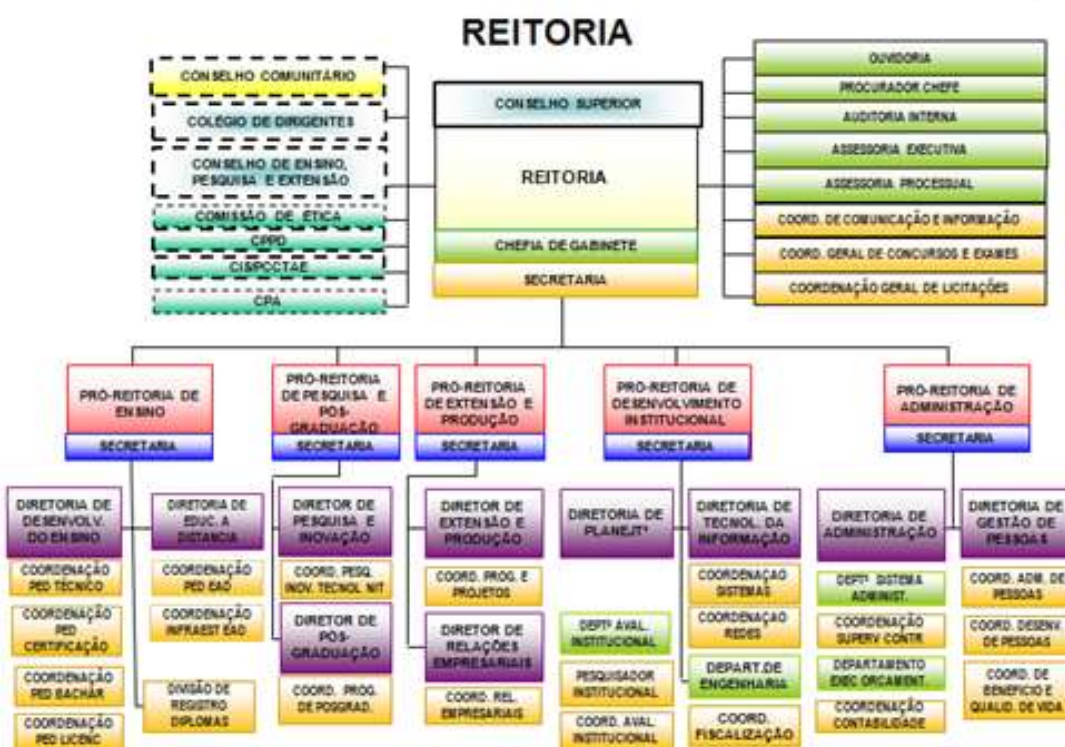 REITORIA
CONSELHO COMUNITÁRIO
COLÉGIO DE DIRIGENTES
CONSELHO DE ENSINO,
PESQUISA E EXTENSÃO
COMISSÃO DE ÉTICA
CPPD
CISPCCTAE
CPA
CONSELHO SUPERIOR
REITORIA
CHEFIA DE GABINETE
SECRETARIA
OUVIDORIA
PROCURADOR CHEFE
AUDITORIA INTERNA
ASSESSORIA EXECUTIVA
ASSESSORIA PROCESSUAL
COORD. DE COMUNICAÇÃO E INFORMAÇÃO
COORD. GERAL DE CONCURSOS E EXAMES
COORDENAÇÃO GERAL DE LICITAÇÕES
PRÓ-REITORIA DE
ENSINO
SECRETARIA
PRÓ-REITORIA
DE PESQUISA E
PÓS-
GRADUAÇÃO
SECRETARIA
PRÓ-REITORIA
DE EXTENSÃO E
PRODUÇÃO
SECRETARIA
PRÓ-REITORIA DE
DESENVOLVIMENTO
INSTITUCIONAL
SECRETARIA
PRÓ-REITORIA DE
ADMINISTRAÇÃO
SECRETARIA
DIRETORIA DE
DESENVOLV.
DO ENSINO
COORDENAÇÃO
PED TÉCNICO
COORDENAÇÃO
PED
CERTIFICAÇÃO
COORDENAÇÃO
PED BACHAR
COORDENAÇÃO
PED LICENC
DIRETORIA DE
EDUC. A
DISTANCIA
COORDENAÇÃO
PED EAD
COORDENAÇÃO
INFRAEST EAD
DIVISÃO DE
REGISTRO
DIPLOMAS
DIRETOR DE
PESQUISA E
INOVAÇÃO
COORD. PESQ.
INOV. TECNOL NIT
DIRETOR DE
PÓS-
GRADUAÇÃO
COORD. PROG.
DE POSGRAD.
DIRETOR DE
EXTENSÃO E
PRODUÇÃO
COORD. PROG. E
PROJETOS
DIRETOR DE
RELAÇÕES
EMPRESARIAIS
COORD. REL.
EMPRESARIAIS
DIRETORIA DE
PLANEJTº
DEPTº AVAL.
INSTITUCIONAL
PESQUISADOR
INSTITUCIONAL
COORD. AVAL.
INSTITUCIONAL
DIRETORIA DE
TECNOL. DA
INFORMAÇÃO
COORDENAÇAO
SISTEMAS
COORDENAÇAO
REDES
DEPART.DE
ENGENHARIA
COORD.
FISCALIZAÇÃO
DIRETORIA DE
ADMINISTRAÇÃO
DEPTº SISTEMA
ADMINIST.
COORDENAÇÃO
SUPERV CONTR.
DEPARTAMENTO
EXEC ORCAMENT.
COORDENAÇÃO
CONTABILIDADE
DIRETORIA DE
GESTÃO DE
PESSOAS
COORD. ADM. DE
PESSOAS
COORD. DESENV.
DE PESSOAS
COORD. DE
BENEFICIO E
QUALID. DE VIDA